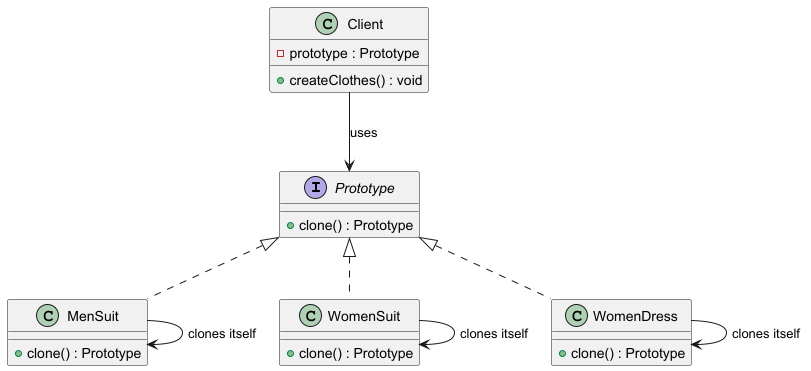 C Client
prototype : Prototype
createClothes() : void
uses
I Prototype
clone() : Prototype
C MenSuit
clone() : Prototype
clones itself
C WomenSuit
clone() : Prototype
clones itself
C WomenDress
clone() : Prototype
clones itself